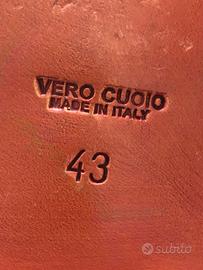 VERO CUOIO
MADE IN ITALY
43
subito